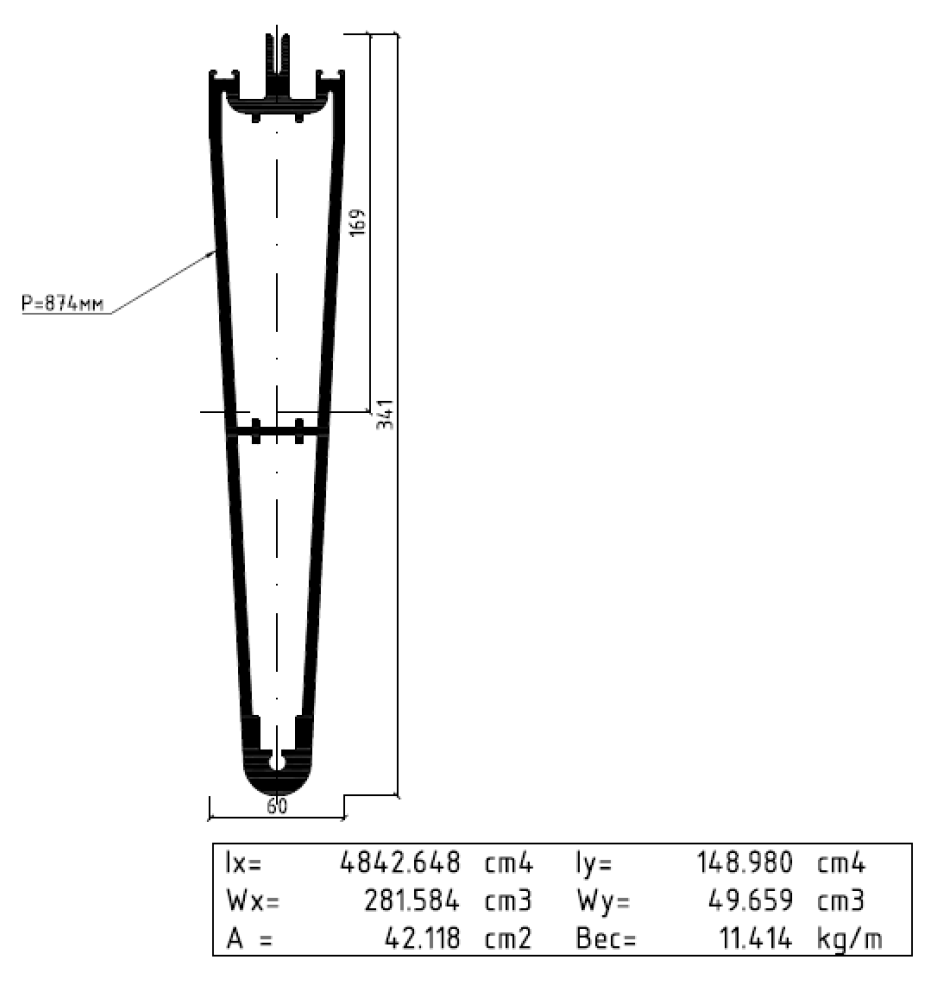 169
P=874мм
341
60
Ix= 4842.648 cm4 Iy= 148.980 cm4
Wx= 281.584 cm3 Wy= 49.659 cm3
A = 42.118 cm2 Вес= 11.414 kg/m